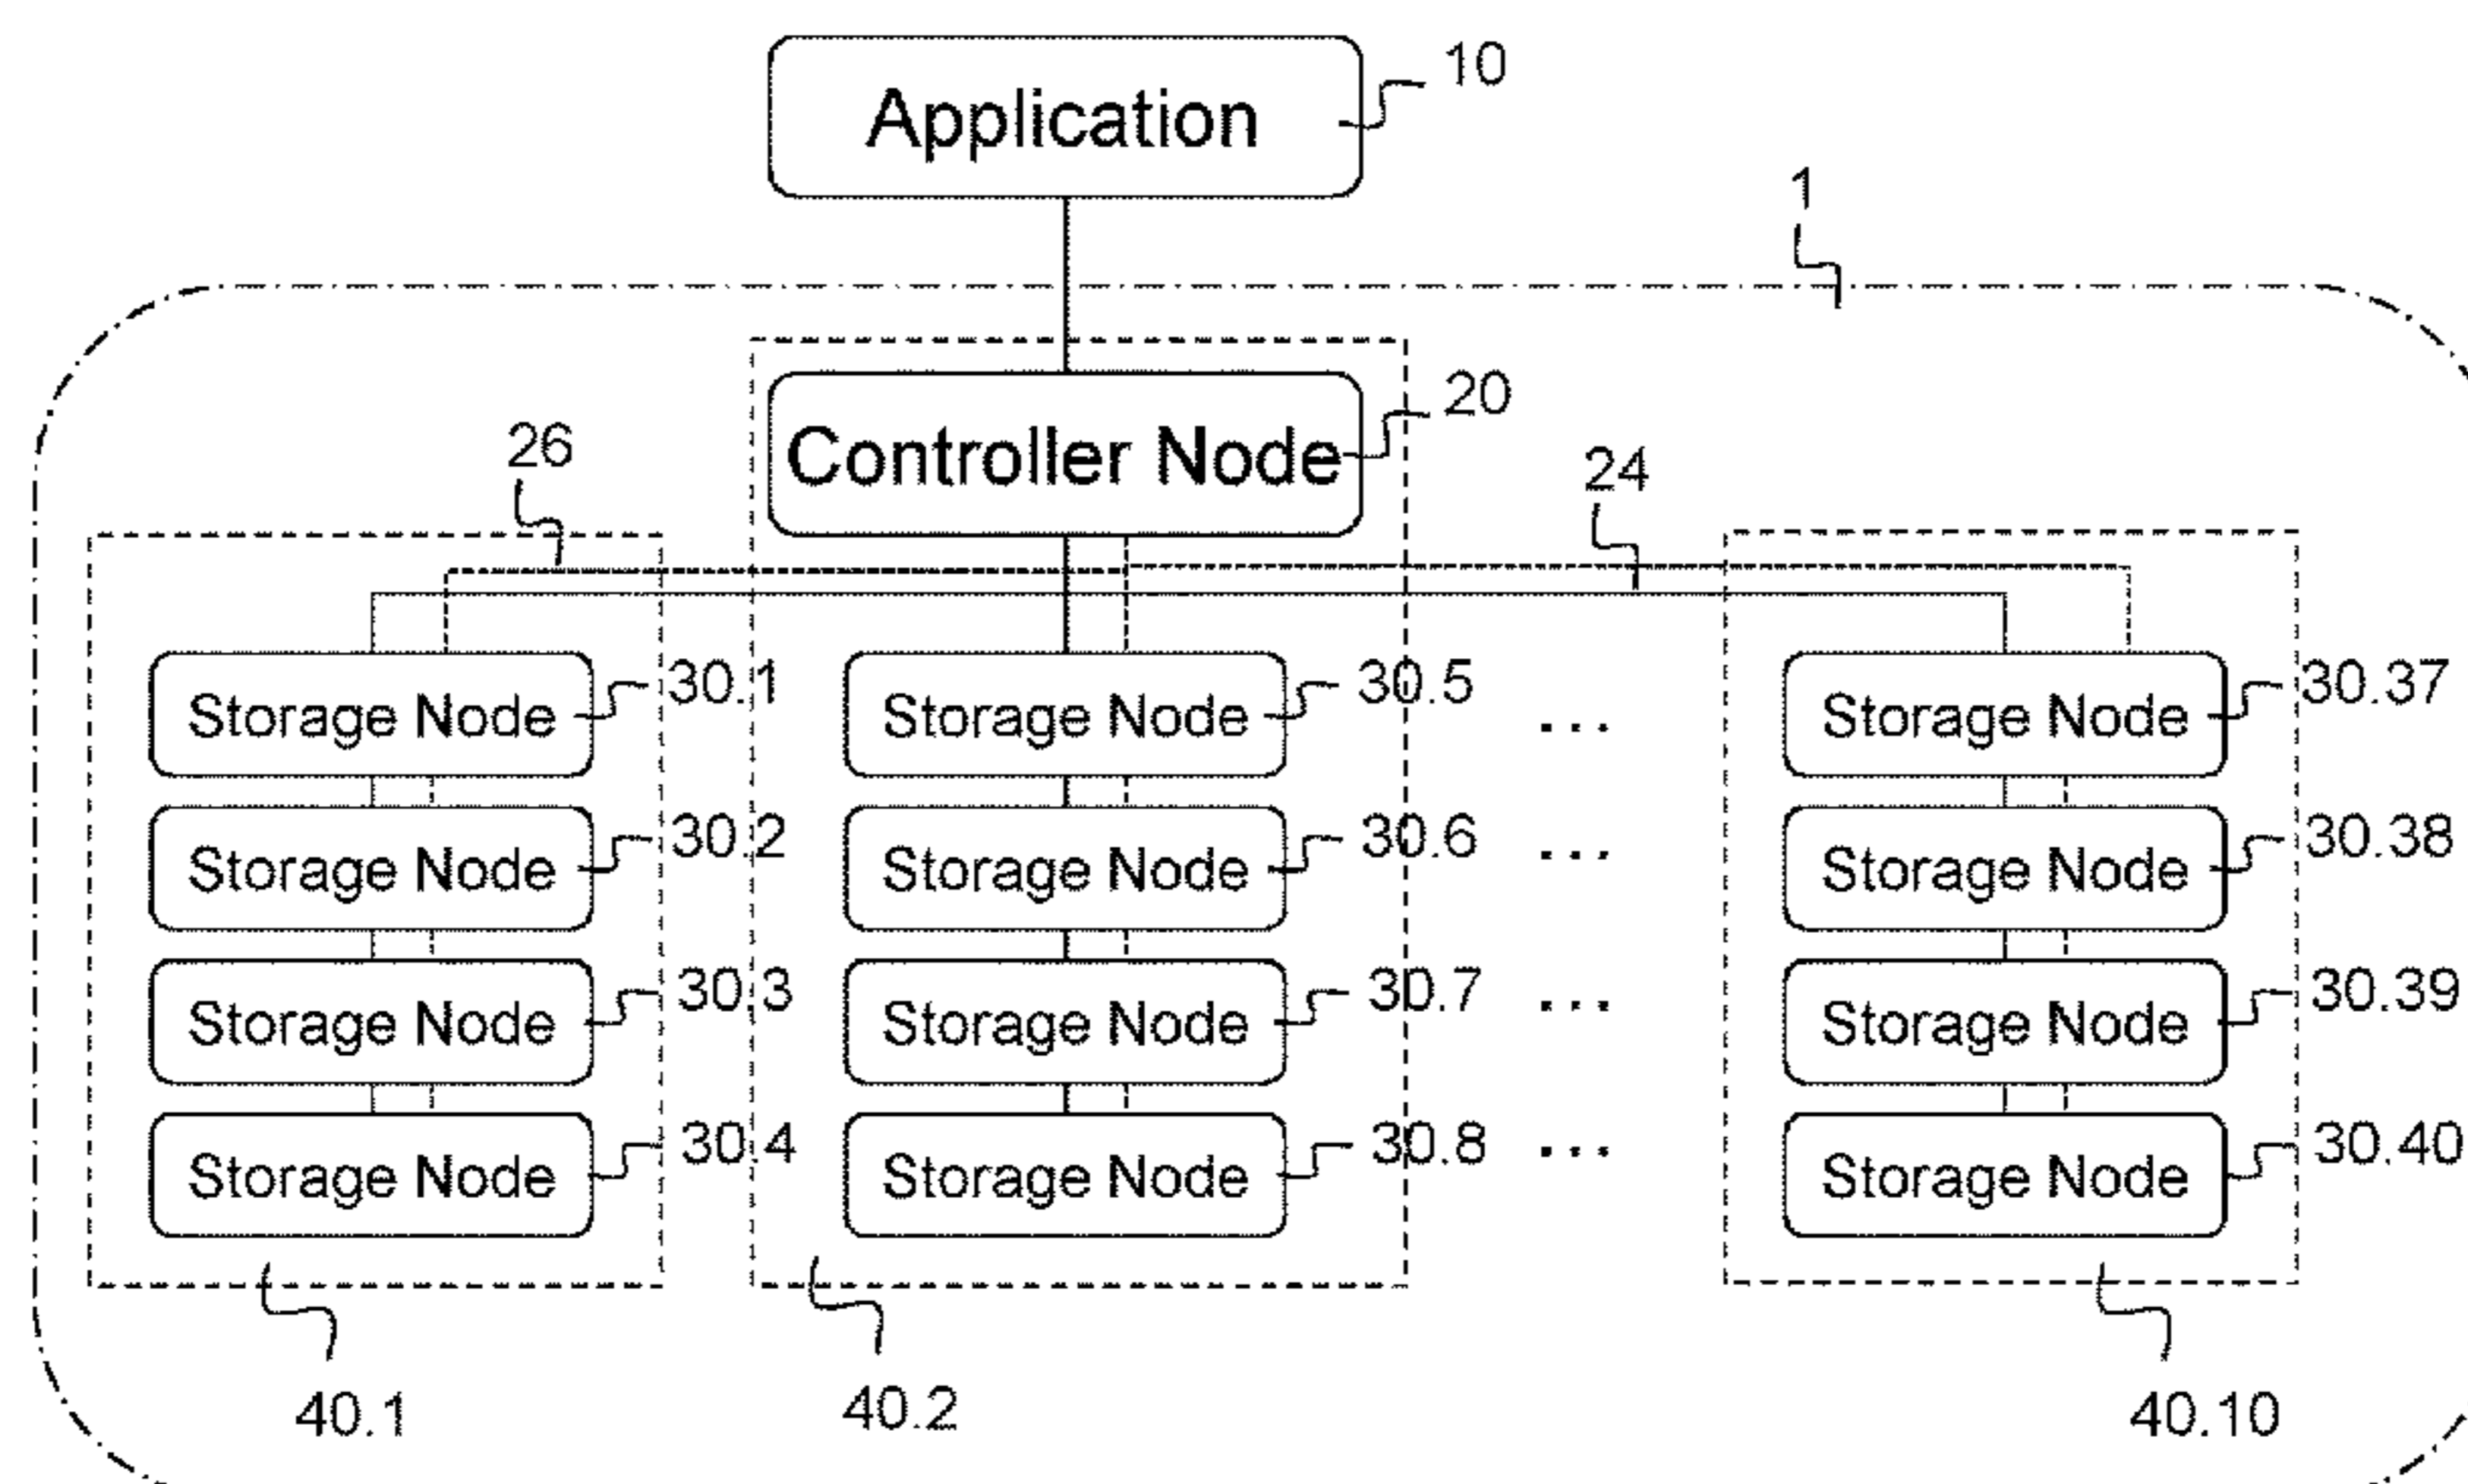 Application
10
1
Controller Node
20
26
24
Storage Node 30.1 Storage Node 30.5 ... Storage Node 30.37
Storage Node 30.2 Storage Node 30.6 ... Storage Node 30.38
Storage Node 30.3 Storage Node 30.7 ... Storage Node 30.39
Storage Node 30.4 Storage Node 30.8 ... Storage Node 30.40
40.1 40.2 40.10